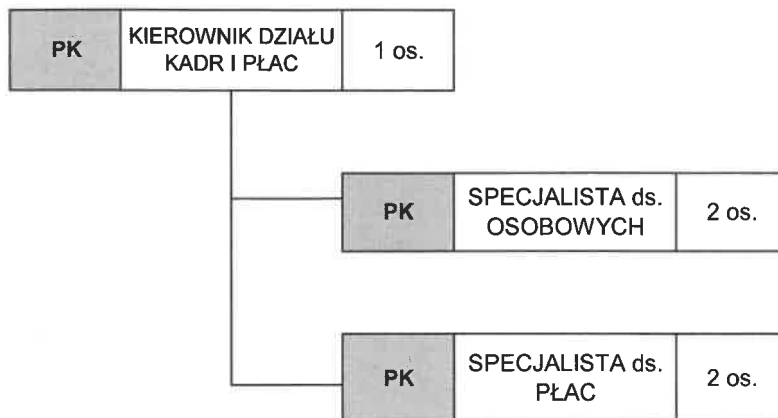 PK
KIEROWNIK DZIAŁU
KADR I PŁAC
1 os.
PK
SPECJALISTA ds.
OSOBOWYCH
2 os.
PK
SPECJALISTA ds.
PŁAC
2 os.